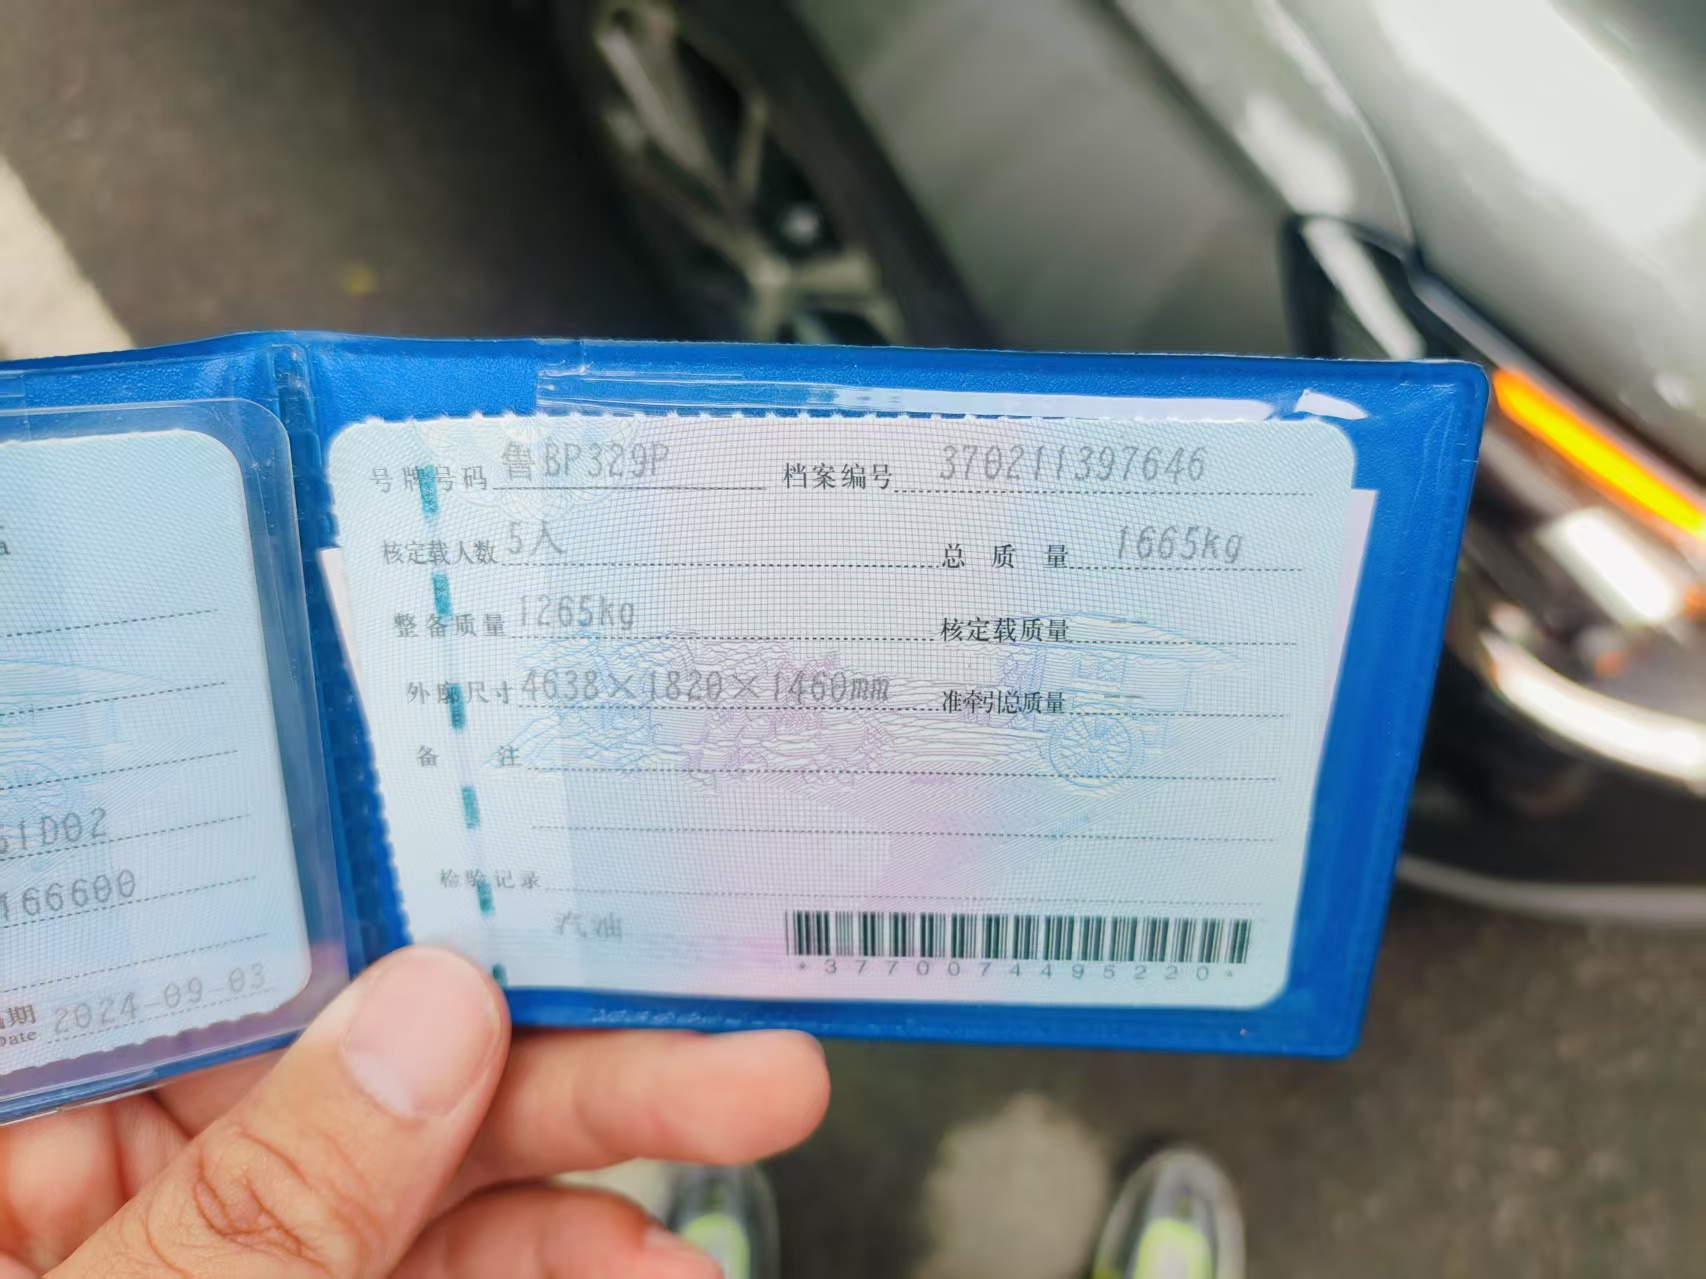 51D02
166600
2024-09-03
Date
号牌号码 鲁BP329P 档案编号 370211397646
核定载人数 5人 总质量 1665kg
整备质量 1265kg 核定载质量 --
外廓尺寸 4638×1820×1460mm 准牵引总质量 --
备注
检验记录
汽油
*3770074495220*